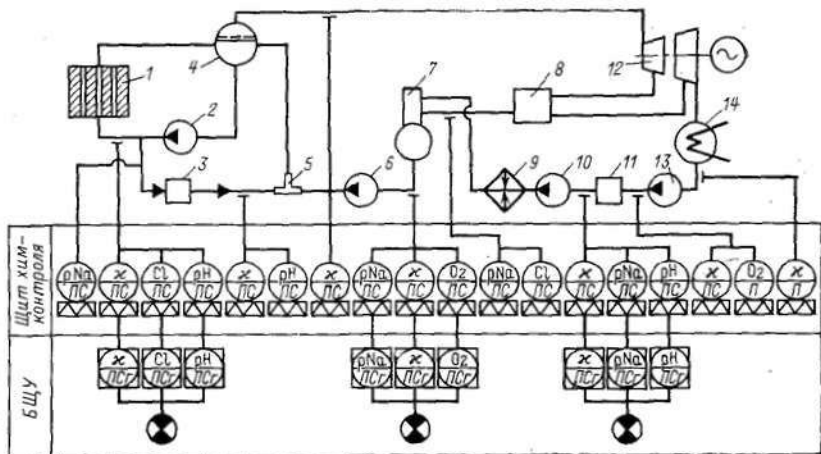 1
2
3
4
5
6
7
8
9
10
11
12
13
14
Щит хим-
контроля
pNa ϰ Cl pH ϰ pH ϰ pNa ϰ O2 pNa Cl ϰ pNa pH ϰ O2 ϰ
ПС ПС ПС ПС ПС ПС ПС ПС ПС ПС ПС ПС ПС ПС ПС ПС П П
БЩУ
ϰ Cl pH pNa ϰ O2 ϰ pNa pH
ПСг ПСг ПСг ПСг ПСг ПСг ПСг ПСг ПСг